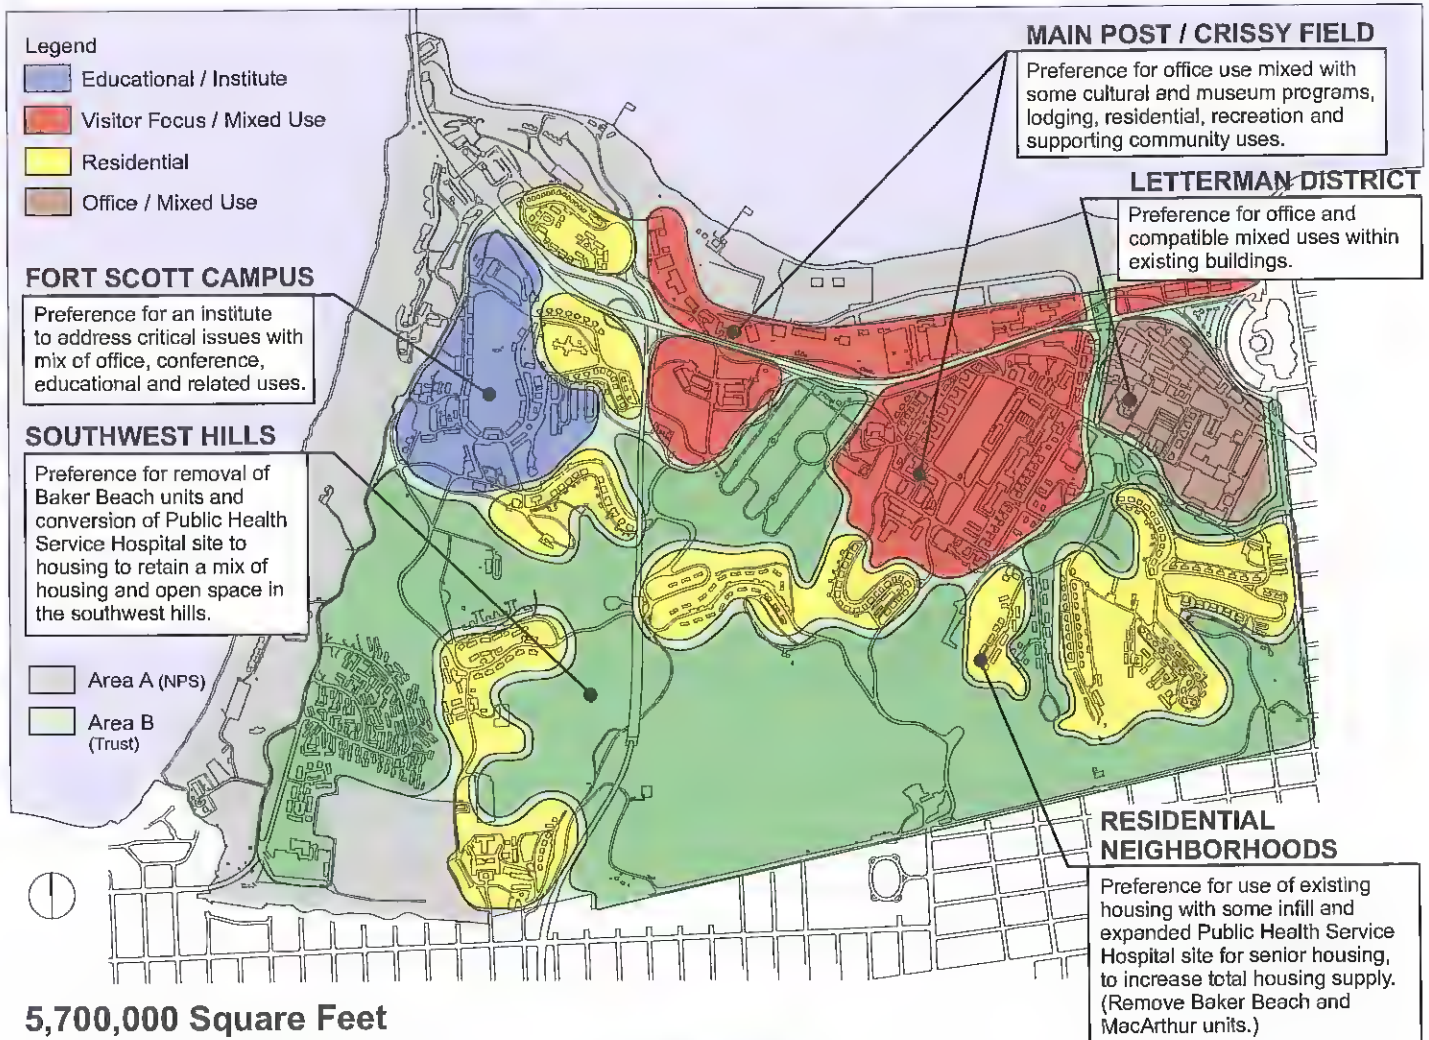 Legend
Educational / Institute
Visitor Focus / Mixed Use
Residential
Office / Mixed Use
MAIN POST / CRISSY FIELD
Preference for office use mixed with
some cultural and museum programs,
lodging, residential, recreation and
supporting community uses.
LETTERMAN DISTRICT
Preference for office and
compatible mixed uses within
existing buildings.
FORT SCOTT CAMPUS
Preference for an institute
to address critical issues with
mix of office, conference,
educational and related uses.
SOUTHWEST HILLS
Preference for removal of
Baker Beach units and
conversion of Public Health
Service Hospital site to
housing to retain a mix of
housing and open space in
the southwest hills.
Area A (NPS)
Area B
(Trust)
RESIDENTIAL
NEIGHBORHOODS
Preference for use of existing
housing with some infill and
expanded Public Health Service
Hospital site for senior housing,
to increase total housing supply.
(Remove Baker Beach and
MacArthur units.)
5,700,000 Square Feet